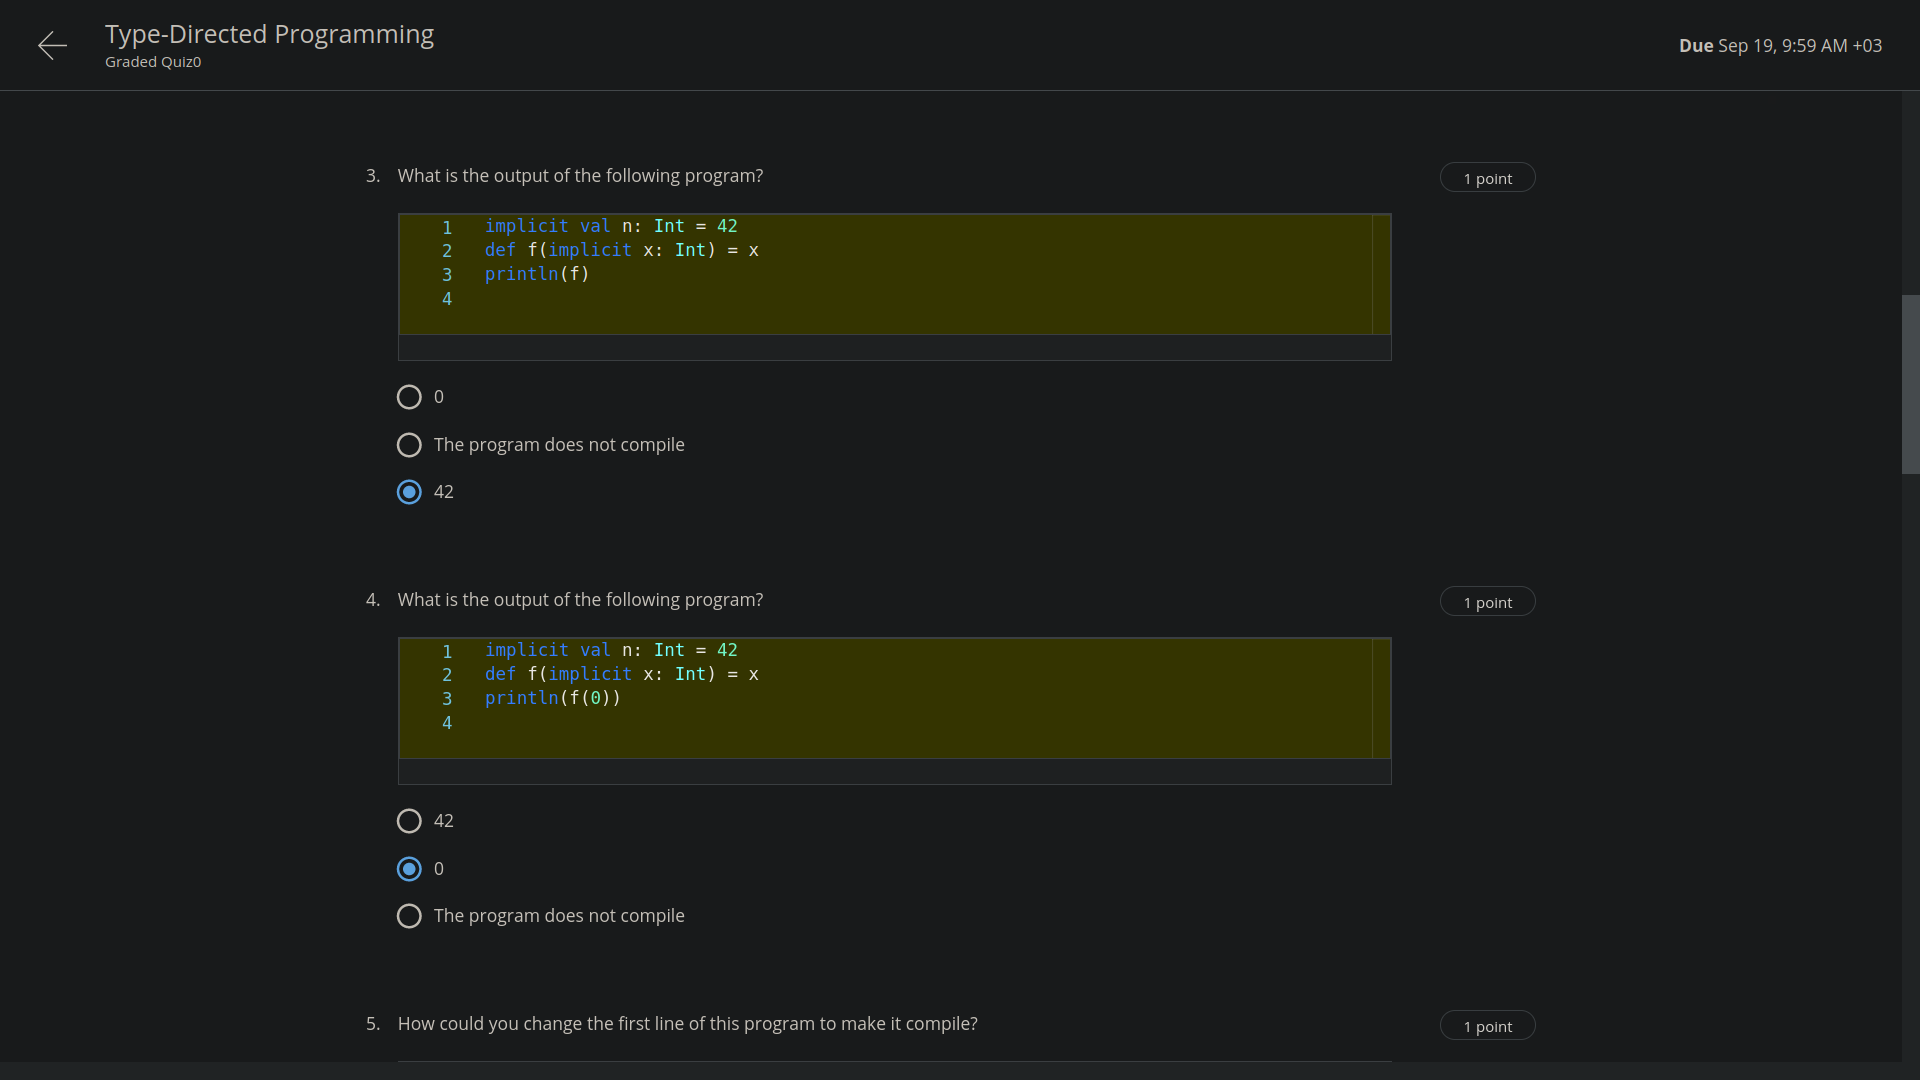 Type-Directed Programming
Graded Quiz0
Due Sep 19, 9:59 AM +03
3. What is the output of the following program?
1 point
1 implicit val n: Int = 42
2 def f(implicit x: Int) = x
3 println(f)
4
0
The program does not compile
42
4. What is the output of the following program?
1 point
1 implicit val n: Int = 42
2 def f(implicit x: Int) = x
3 println(f(0))
4
42
0
The program does not compile
5. How could you change the first line of this program to make it compile?
1 point